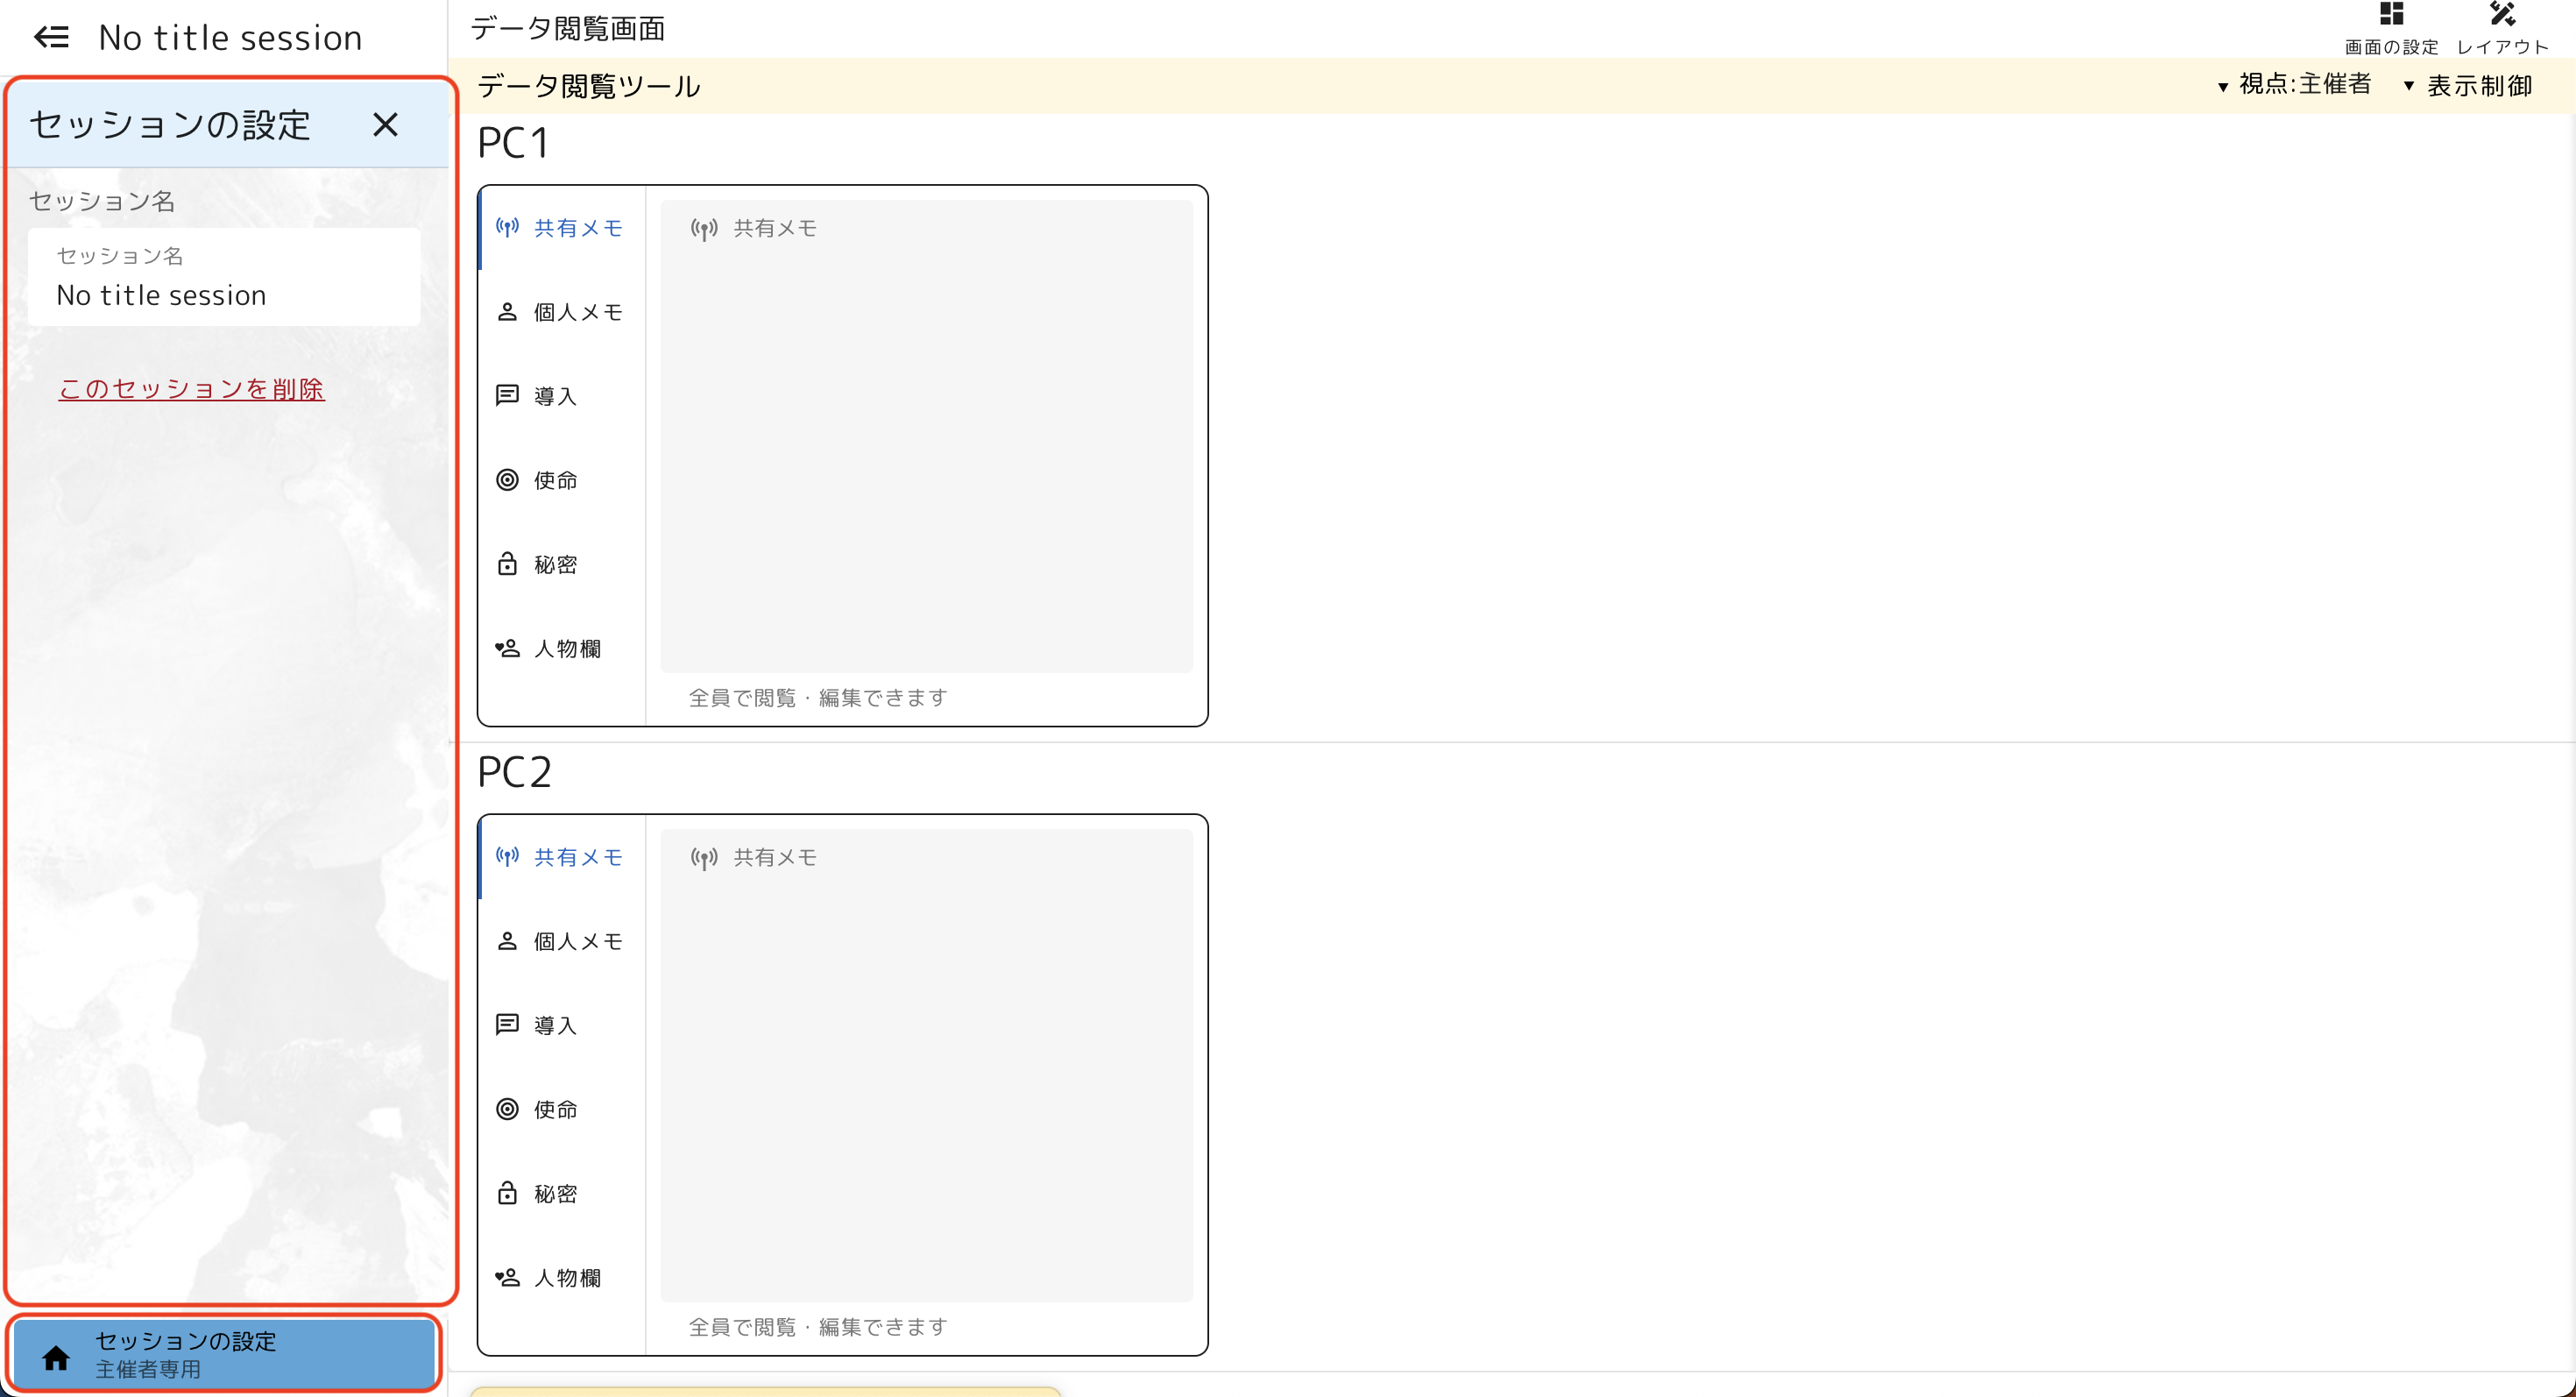 No title session
セッションの設定
セッション名
セッション名
No title session
このセッションを削除
セッションの設定
主催者専用
データ閲覧画面
画面の設定 レイアウト
データ閲覧ツール
▼ 視点:主催者 ▼ 表示制御
PC1
共有メモ
個人メモ
導入
使命
秘密
人物欄
共有メモ
全員で閲覧・編集できます
PC2
共有メモ
個人メモ
導入
使命
秘密
人物欄
共有メモ
全員で閲覧・編集できます